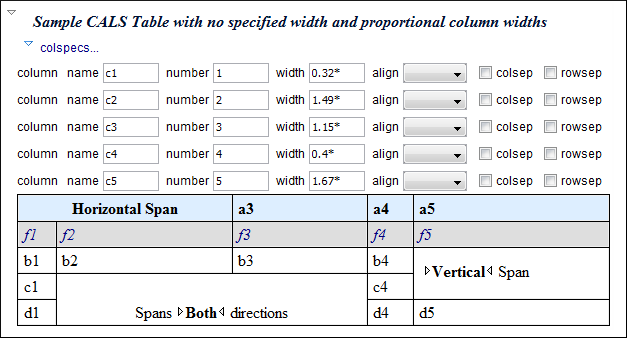 Sample CALS Table with no specified width and proportional column widths
colspecs...
column name c1 number 1 width 0.32* align colsep rowsep
column name c2 number 2 width 1.49* align colsep rowsep
column name c3 number 3 width 1.15* align colsep rowsep
column name c4 number 4 width 0.4* align colsep rowsep
column name c5 number 5 width 1.67* align colsep rowsep
Horizontal Span a3 a4 a5
f1 f2 f3 f4 f5
b1 b2 b3 b4
Vertical Span
c1 c4
d1 Spans Both directions d4 d5